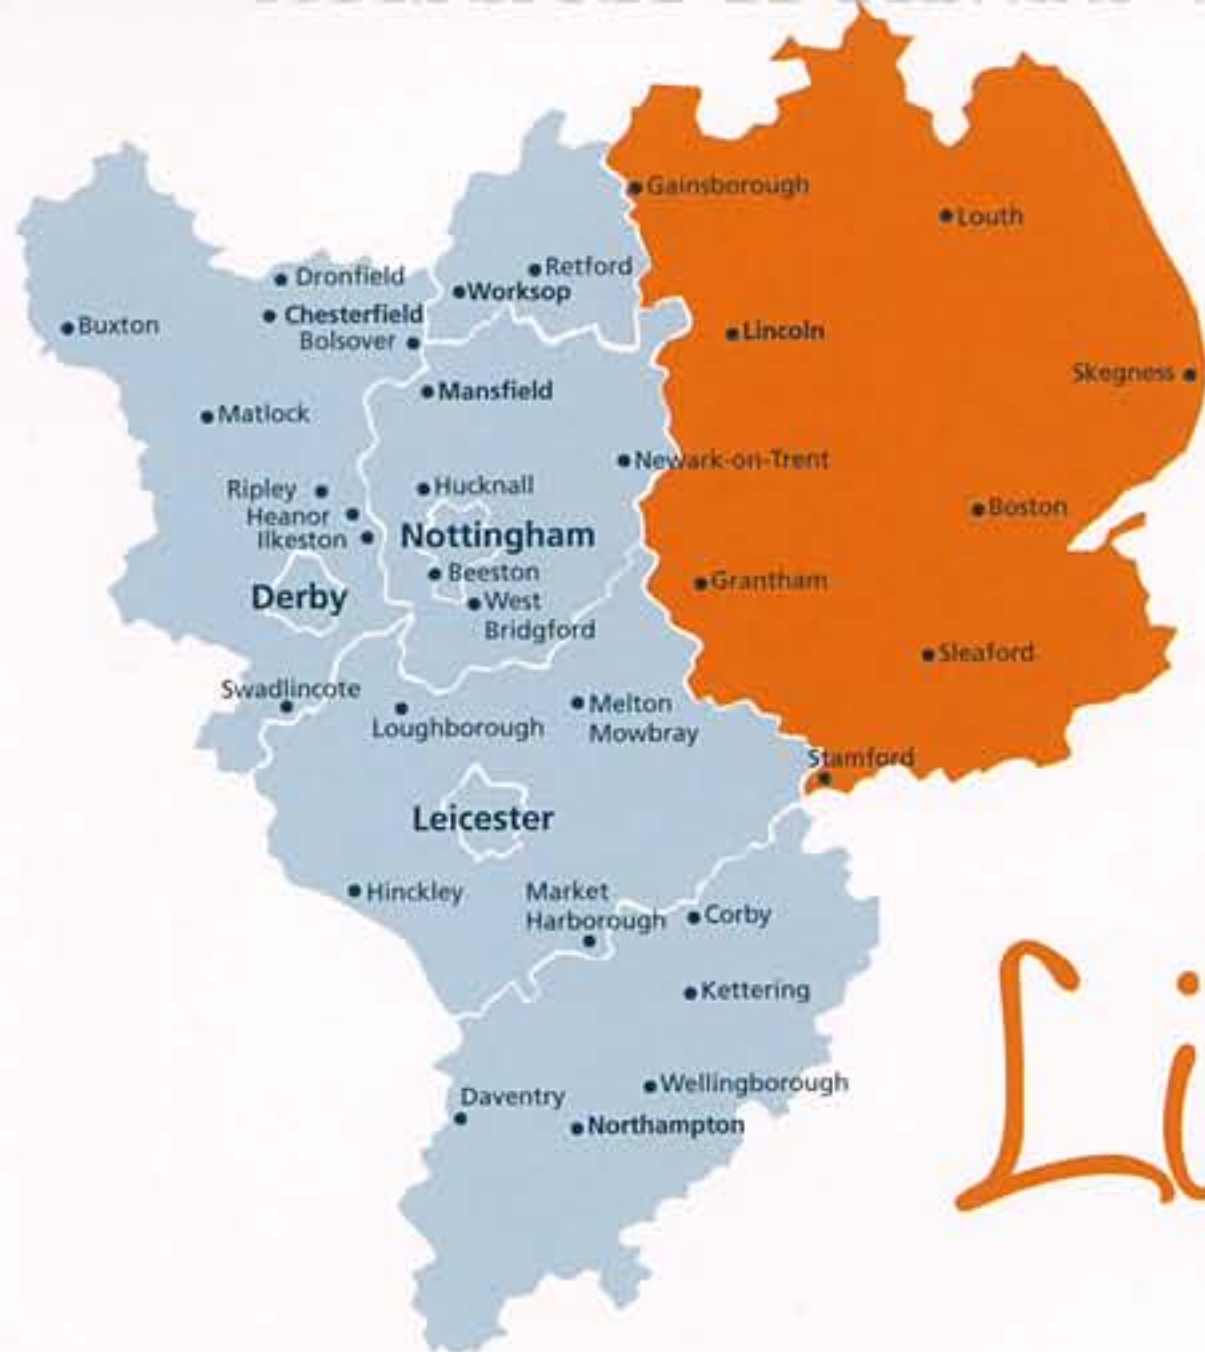 Gainsborough
Louth
Retford
Dronfield
Worksop
Chesterfield
Buxton
Bolsover
Lincoln
Skegness
Mansfield
Matlock
Newark-on-Trent
Ripley
Hucknall
Heanor
Boston
Nottingham
Ilkeston
Beeston
Grantham
Derby
West
Bridgford
Sleaford
Swadlincote
Melton
Mowbray
Loughborough
Stamford
Leicester
Hinckley
Market
Harborough
Corby
Kettering
Wellingborough
Daventry
Northampton
Li